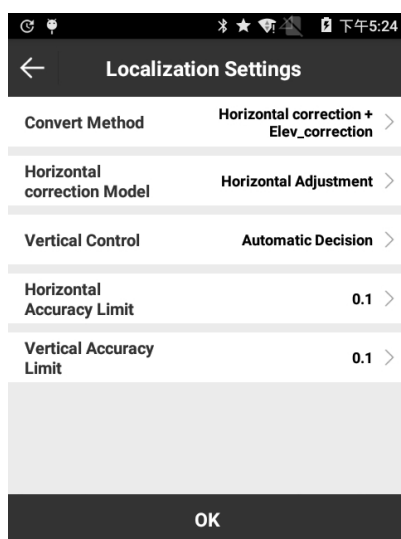 下午5:24
Localization Settings
Convert Method
Horizontal correction +
Elev_correction
Horizontal
correction Model
Horizontal Adjustment
Vertical Control
Automatic Decision
Horizontal
Accuracy Limit
0.1
Vertical Accuracy
Limit
0.1
OK